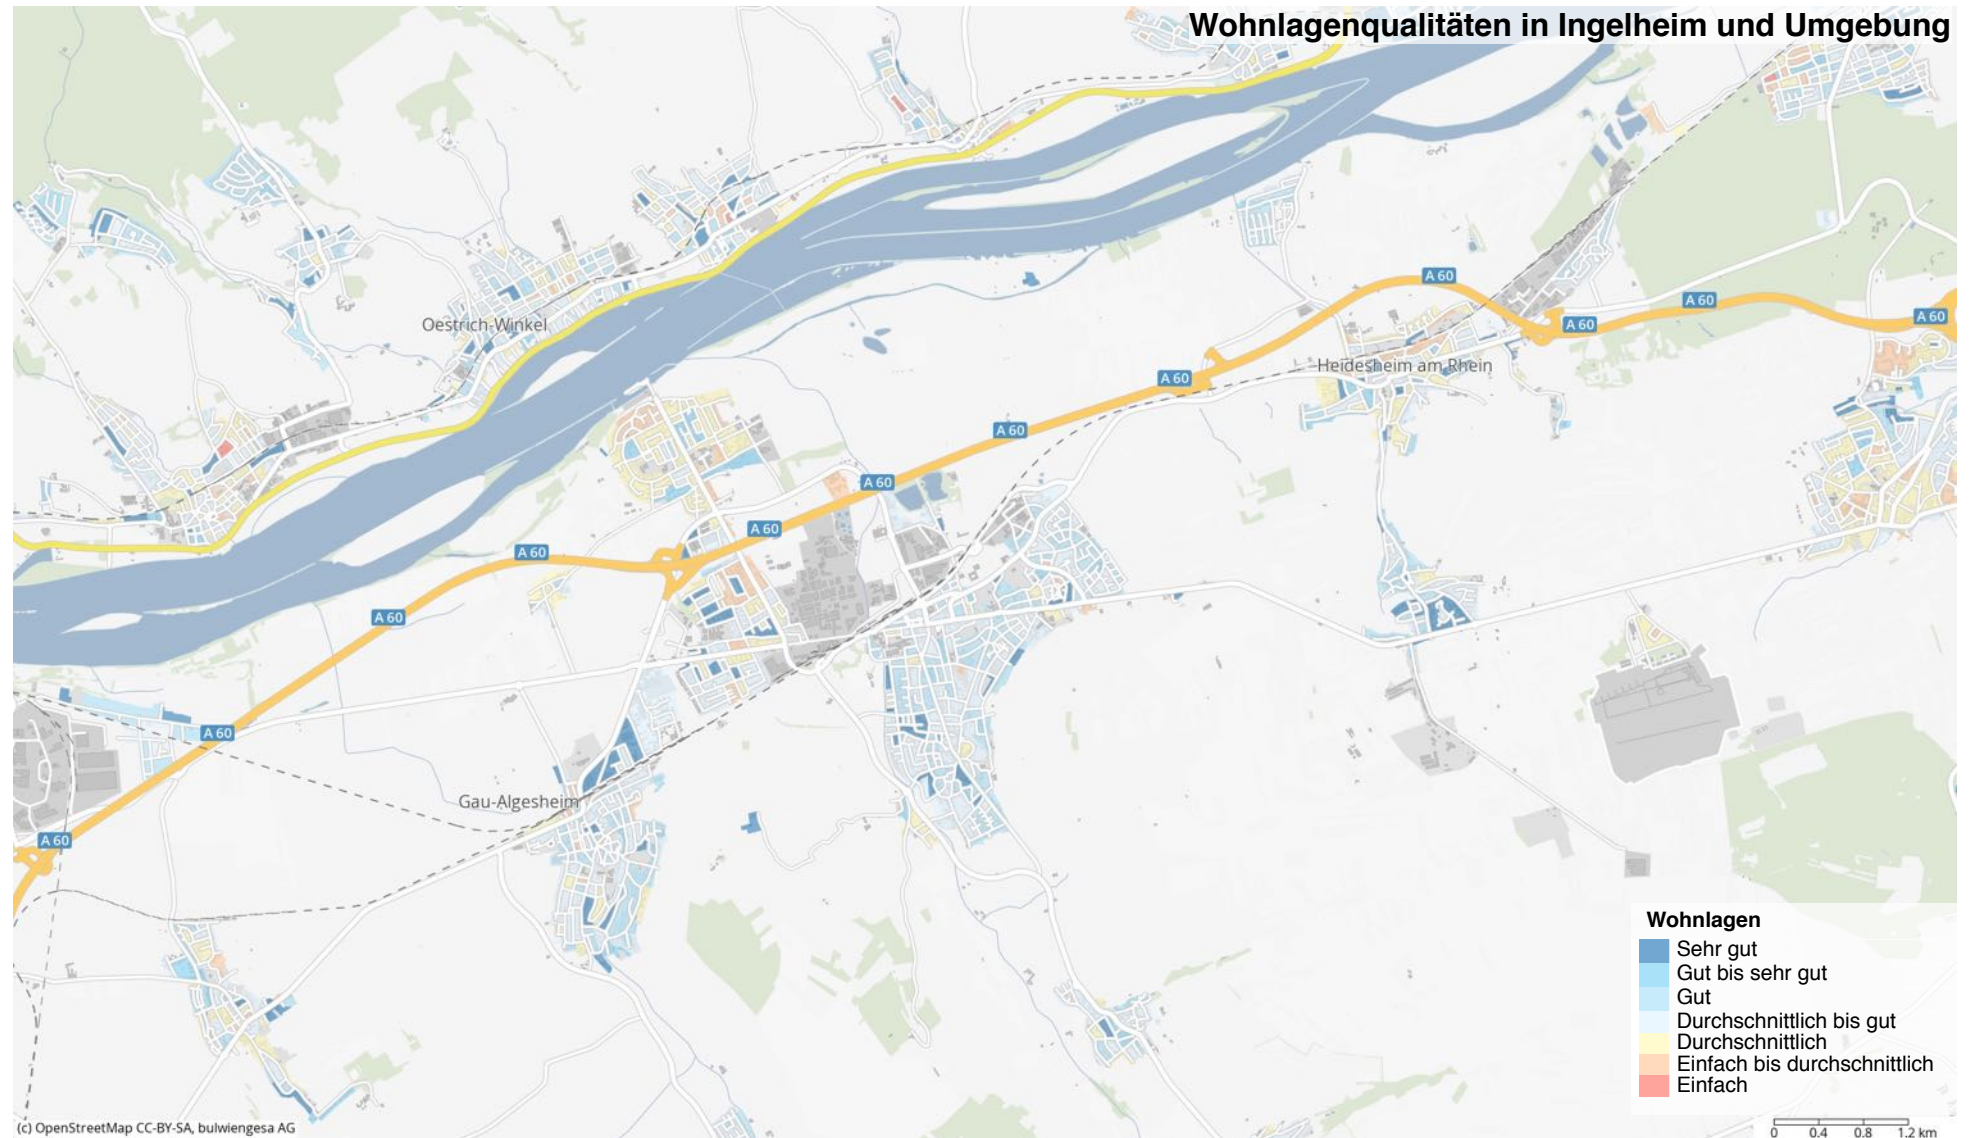 Wohnlagenqualitäten in Ingelheim und Umgebung
A 60
A 60
A 60
A 60
Oestrich-Winkel
Heidesheim am Rhein
A 60
A 60
A 60
A 60
A 60
A 60
A 60
Gau-Algesheim
A 60
Wohnlagen
Sehr gut
Gut bis sehr gut
Gut
Durchschnittlich bis gut
Durchschnittlich
Einfach bis durchschnittlich
Einfach
(c) OpenStreetMap CC-BY-SA, bulwiengesa AG
0 0.4 0.8 1.2 km